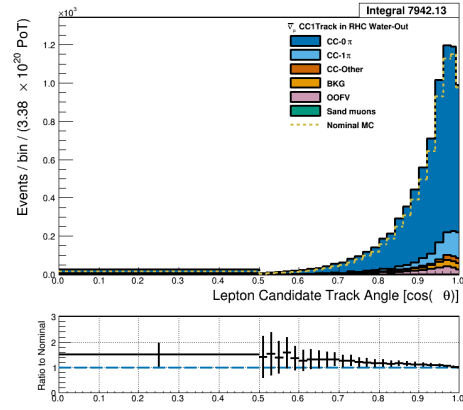 Integral 7942.13
×10³
ν̄μ CC1Track in RHC Water-Out
CC-0 π
CC-1π
CC-Other
BKG
OOFV
Sand muons
Nominal MC
Events / bin / (3.38 × 10²⁰ PoT)
1.2
1.0
0.8
0.6
0.4
0.2
0.0
0.0 0.1 0.2 0.3 0.4 0.5 0.6 0.7 0.8 0.9 1.0
Lepton Candidate Track Angle [cos( θ)]
Ratio to Nominal
3
2
1
0
0.0 0.1 0.2 0.3 0.4 0.5 0.6 0.7 0.8 0.9 1.0